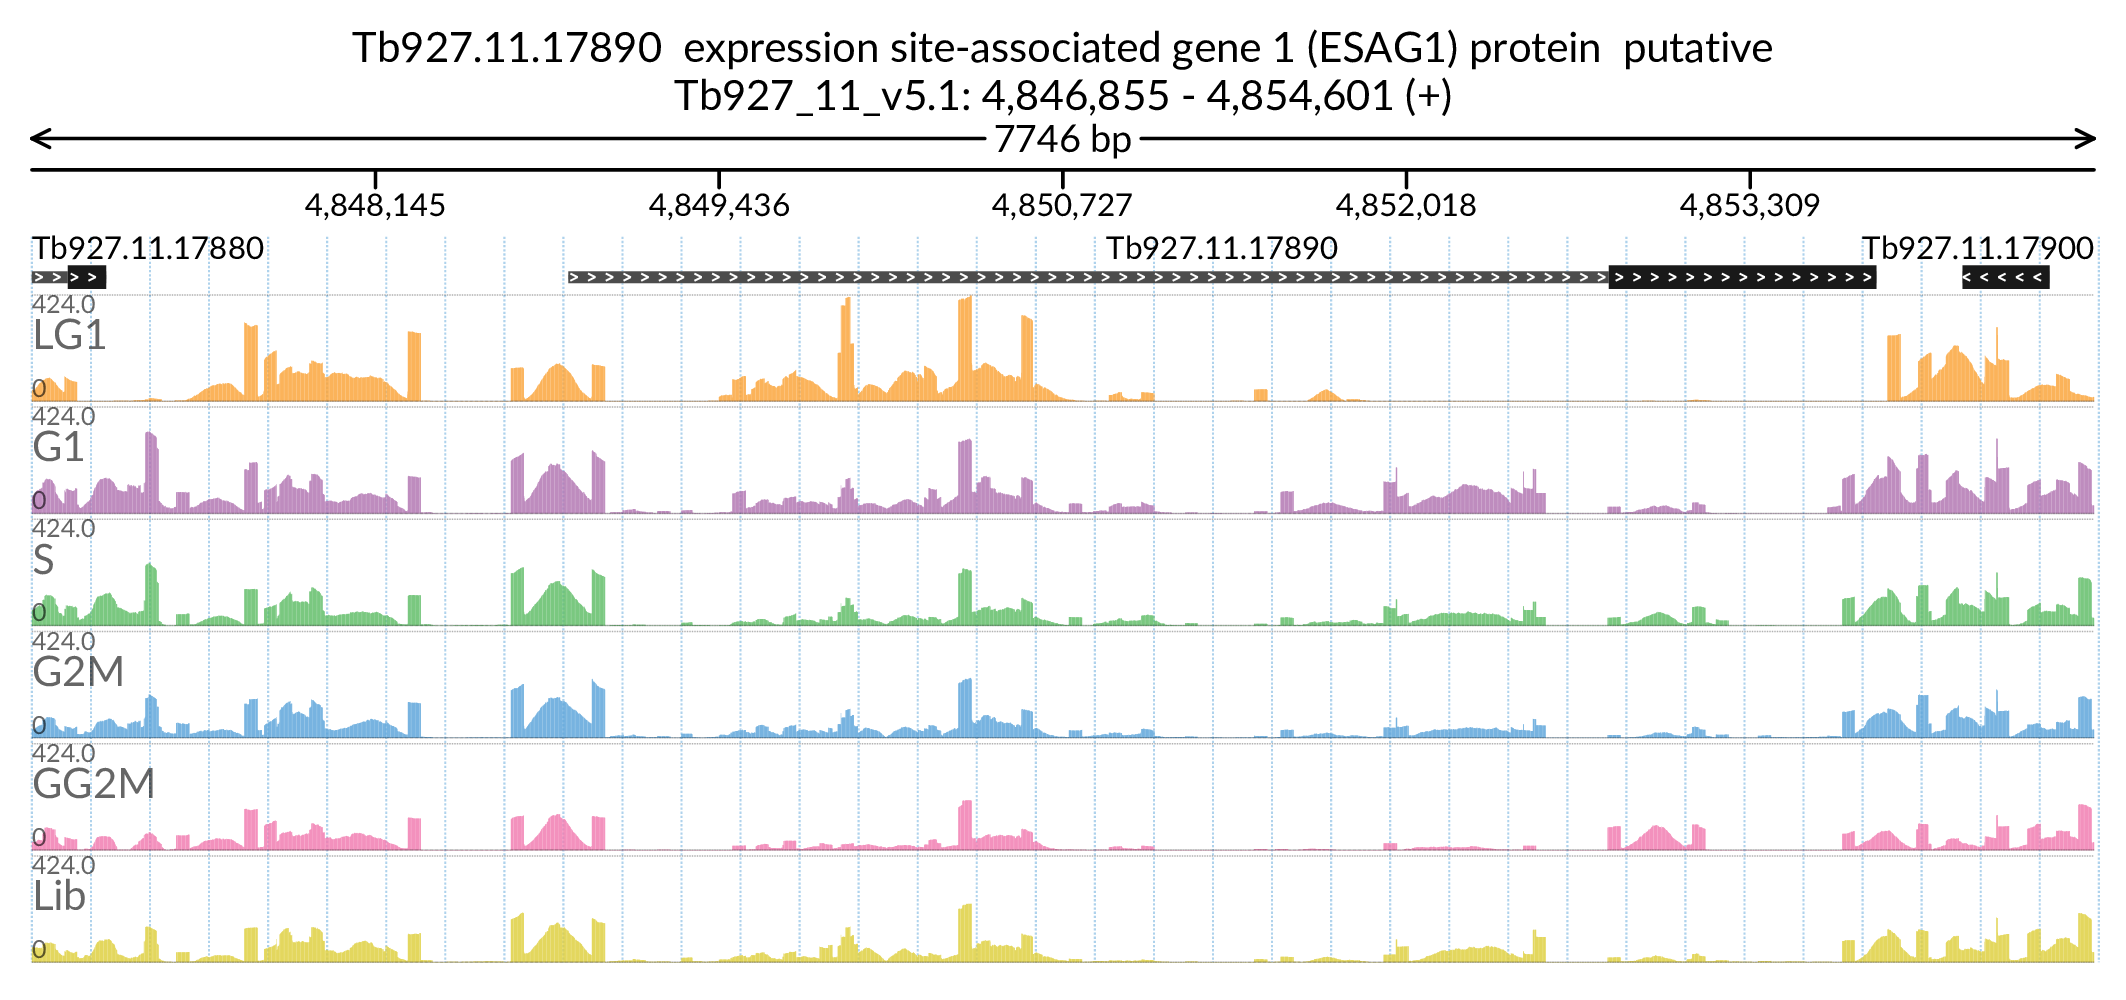 Tb927.11.17890 expression site-associated gene 1 (ESAG1) protein putative
Tb927_11_v5.1: 4,846,855 - 4,854,601 (+)
7746 bp
4,848,145 4,849,436 4,850,727 4,852,018 4,853,309
Tb927.11.17880 Tb927.11.17890 Tb927.11.17900
424.0
LG1
0
424.0
G1
0
424.0
S
0
424.0
G2M
0
424.0
GG2M
0
424.0
Lib
0